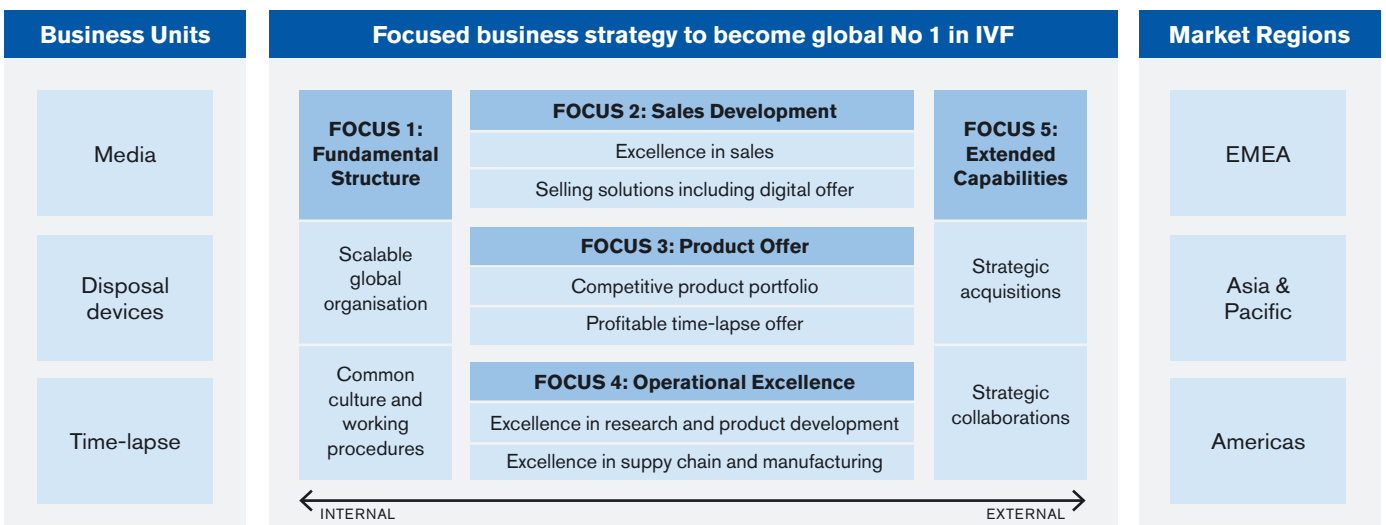 Business Units
Media
Disposal
devices
Time-lapse
Focused business strategy to become global No 1 in IVF
FOCUS 1:
Fundamental
Structure
Scalable
global
organisation
Common
culture and
working
procedures
FOCUS 2: Sales Development
Excellence in sales
Selling solutions including digital offer
FOCUS 3: Product Offer
Competitive product portfolio
Profitable time-lapse offer
FOCUS 4: Operational Excellence
Excellence in research and product development
Excellence in suppy chain and manufacturing
FOCUS 5:
Extended
Capabilities
Strategic
acquisitions
Strategic
collaborations
INTERNAL
EXTERNAL
Market Regions
EMEA
Asia &
Pacific
Americas